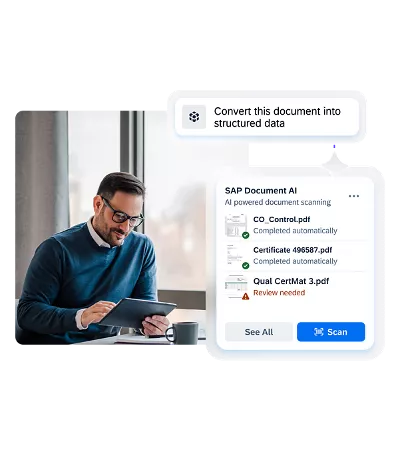 Convert this document into
structured data
SAP Document AI
AI powered document scanning
CO_Control.pdf
Completed automatically
Certificate 496587.pdf
Completed automatically
Qual CertMat 3.pdf
Review needed
See All
Scan